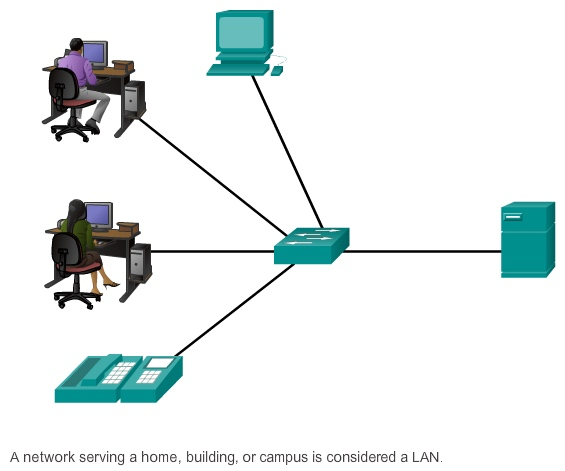 A network serving a home, building, or campus is considered a LAN.